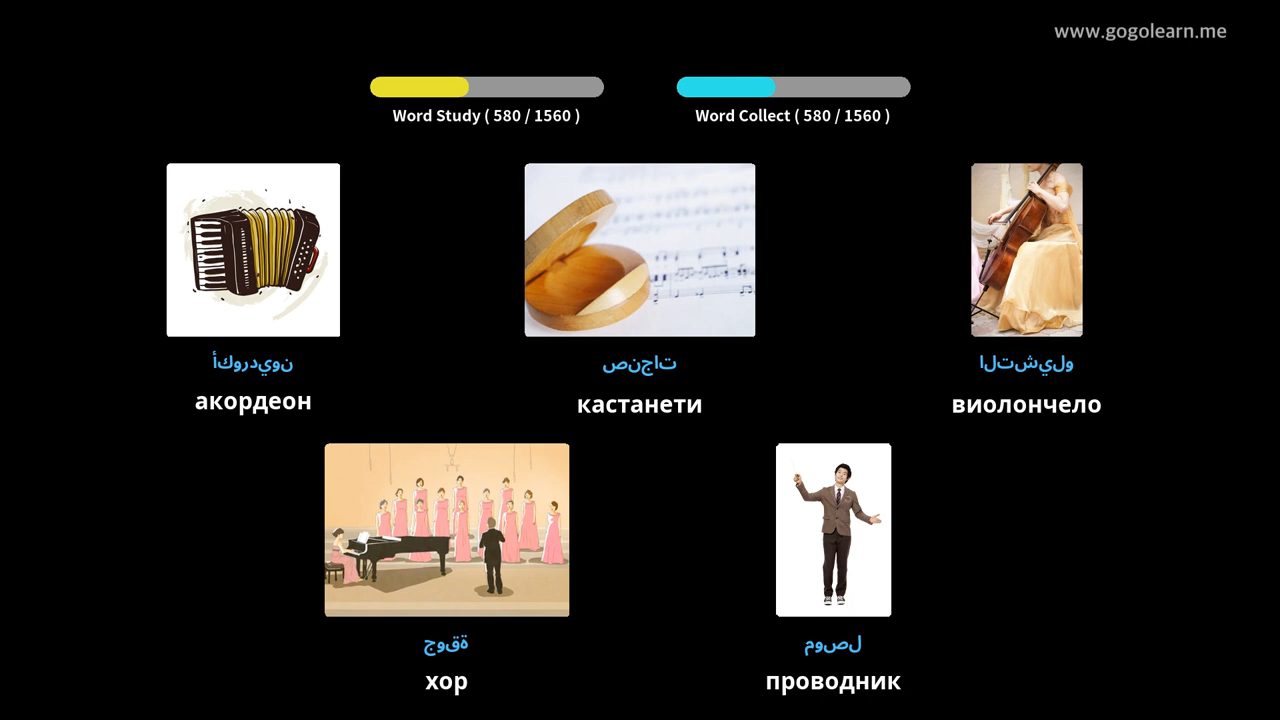 www.gogolearn.me
Word Study ( 580 / 1560 )
Word Collect ( 580 / 1560 )
أكورديون
صنجات
التشيلو
акордеон
кастанети
виолончело
جوقة
موصل
хор
проводник